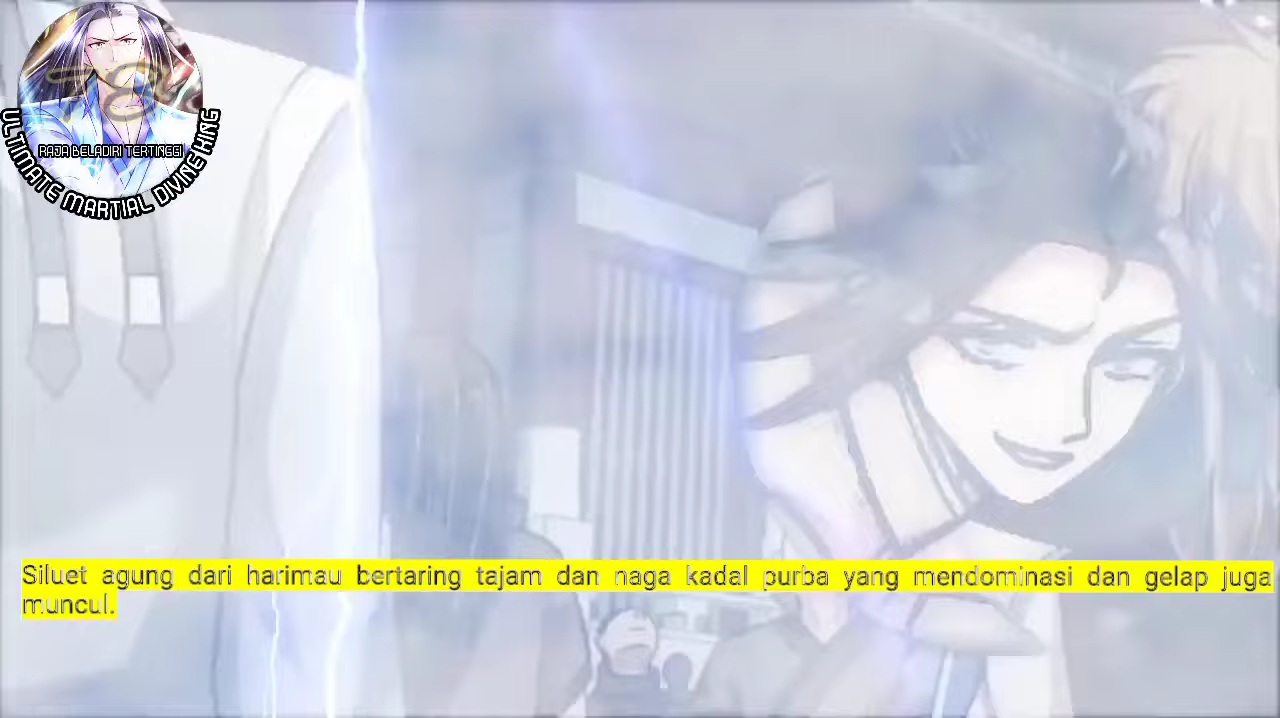 78
RAJA BELADIRI TERTINGGI
ULTIMATE MARTIAL DIVINE KING
Siluet agung dari harimau bertaring tajam dan naga kadal purba yang mendominasi dan gelap juga
muncul.